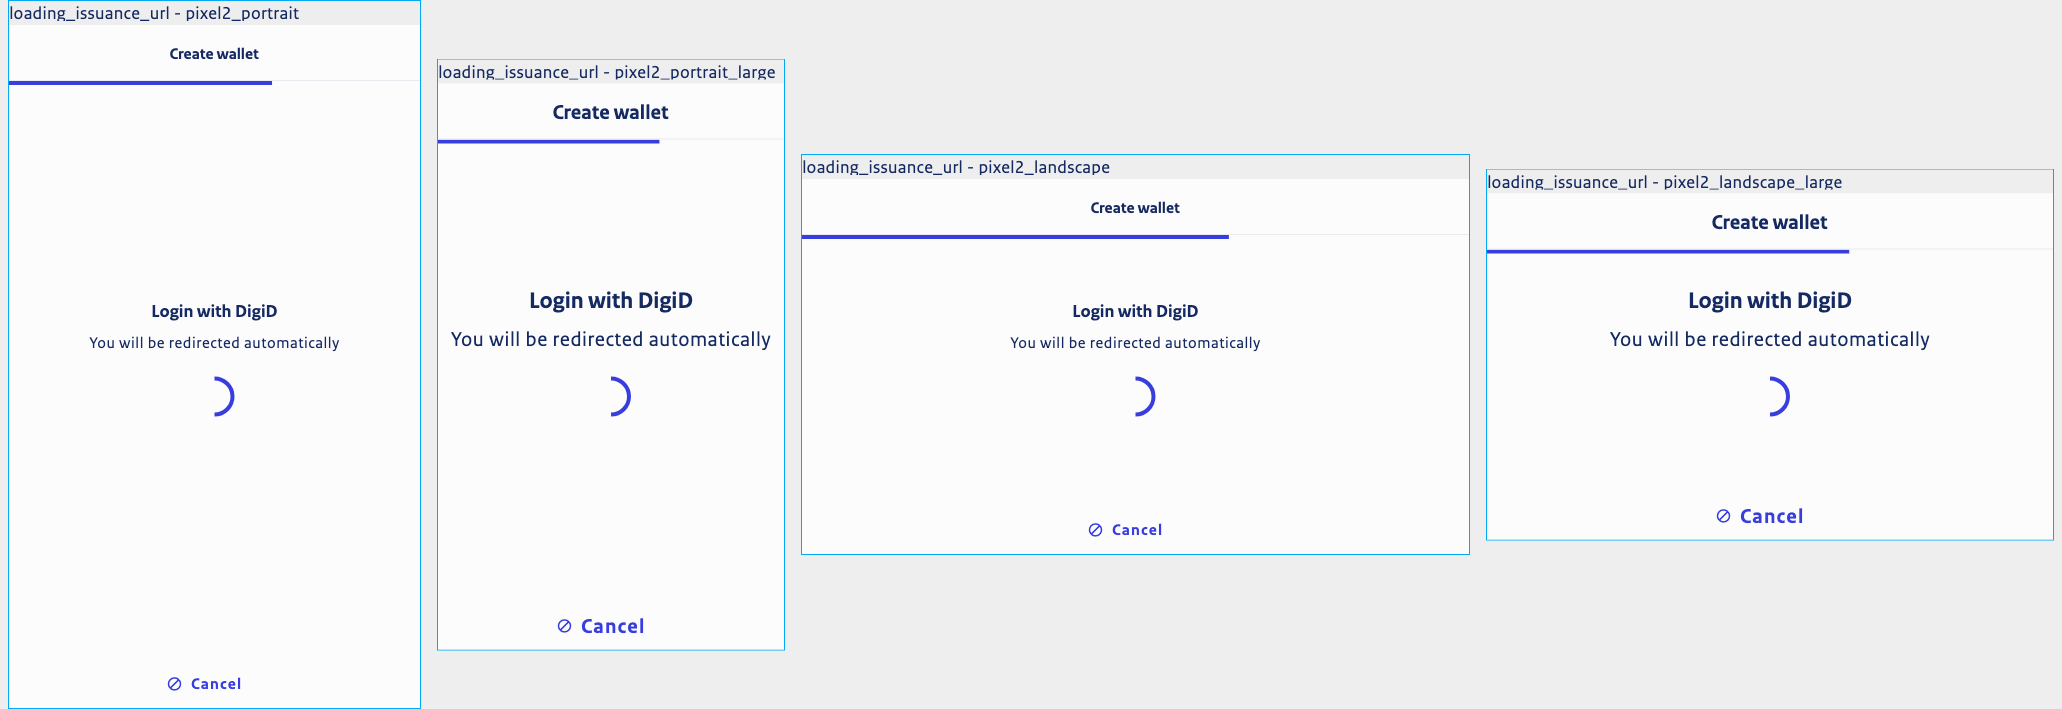 loading_issuance_url - pixel2_portrait
Create wallet
Login with DigiD
You will be redirected automatically
Cancel
loading_issuance_url - pixel2_portrait_large
Create wallet
Login with DigiD
You will be redirected automatically
Cancel
loading_issuance_url - pixel2_landscape
Create wallet
Login with DigiD
You will be redirected automatically
Cancel
loading_issuance_url - pixel2_landscape_large
Create wallet
Login with DigiD
You will be redirected automatically
Cancel